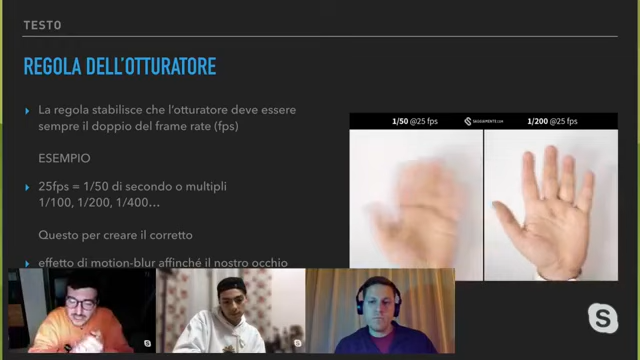 TESTO
REGOLA DELL'OTTURATORE
La regola stabilisce che l'otturatore deve essere
sempre il doppio del frame rate (fps)
ESEMPIO
25fps = 1/50 di secondo o multipli
1/100, 1/200, 1/400...
Questo per creare il corretto
effetto di motion-blur affinché il nostro occhio
1/50 @25 fps
SAGGIAMENTE.com
1/200 @25 fps